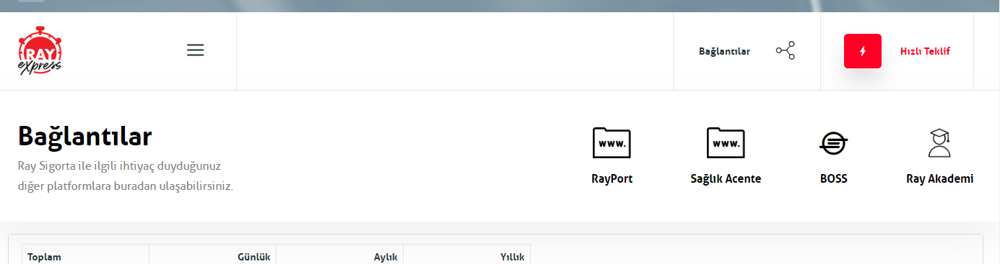 RAY
eXpress
Bağlantılar
Hızlı Teklif
Bağlantılar
Ray Sigorta ile ilgili ihtiyaç duyduğunuz
diğer platformlara buradan ulaşabilirsiniz.
www.
www.
RayPort
Sağlık Acente
BOSS
Ray Akademi
Toplam
Günlük
Aylık
Yıllık